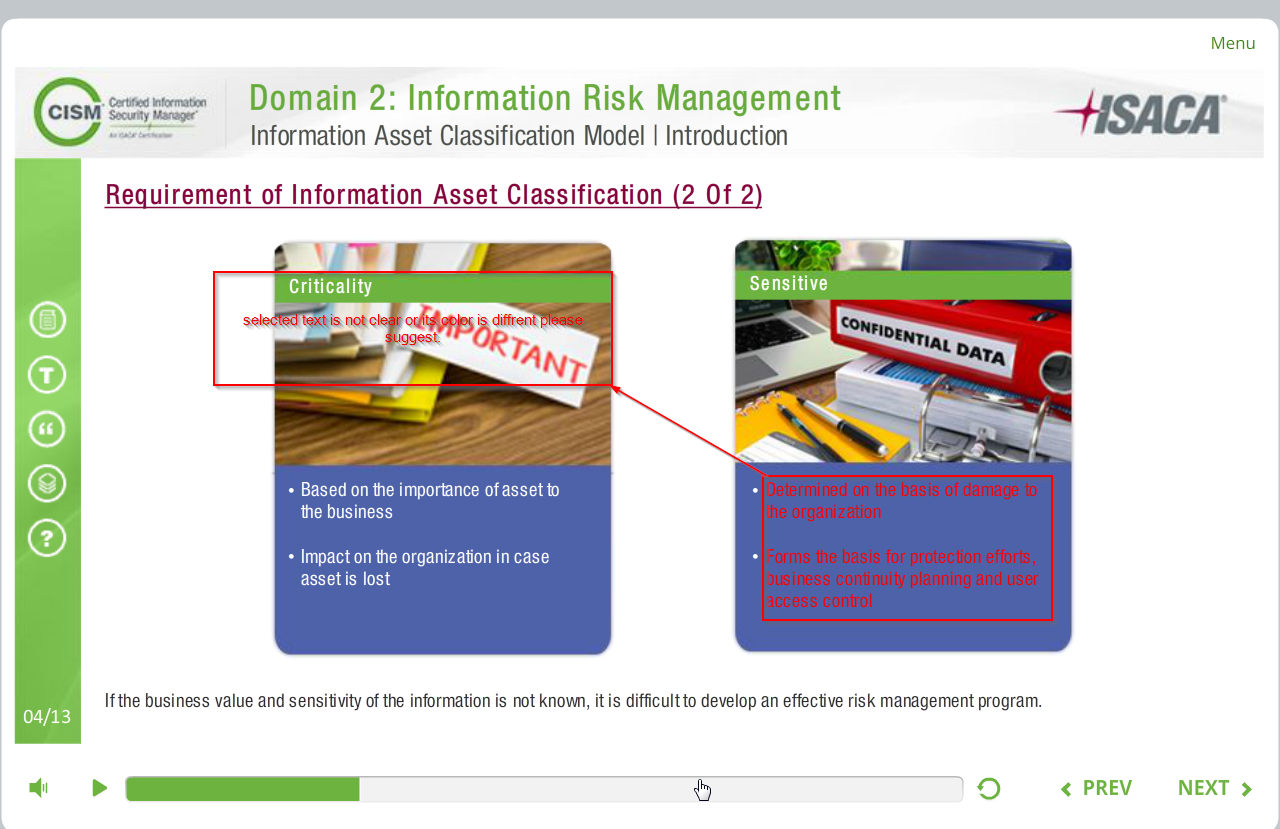 Menu
CISM
Certified Information
Security Manager®
An ISACA® Certification
Domain 2: Information Risk Management
Information Asset Classification Model | Introduction
ISACA®
Requirement of Information Asset Classification (2 Of 2)
Criticality
selected text is not clear or its color is diffrent please
suggest.
IMPORTANT
• Based on the importance of asset to
the business
• Impact on the organization in case
asset is lost
Sensitive
CONFIDENTIAL DATA
• Determined on the basis of damage to
the organization
• Forms the basis for protection efforts,
business continuity planning and user
access control
T
“
?
If the business value and sensitivity of the information is not known, it is difficult to develop an effective risk management program.
04/13
PREV
NEXT